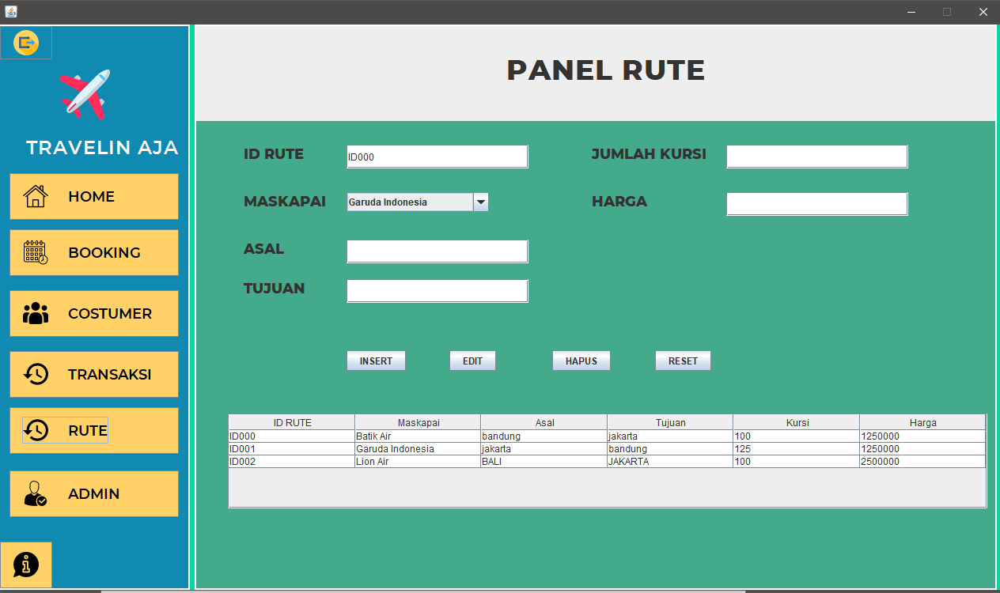 TRAVELIN AJA
HOME
BOOKING
COSTUMER
TRANSAKSI
RUTE
ADMIN
PANEL RUTE
ID RUTE ID000 JUMLAH KURSI
MASKAPAI Garuda Indonesia HARGA
ASAL
TUJUAN
INSERT EDIT HAPUS RESET
ID RUTE Maskapai Asal Tujuan Kursi Harga
ID000 Batik Air bandung jakarta 100 1250000
ID001 Garuda Indonesia jakarta bandung 125 1250000
ID002 Lion Air BALI JAKARTA 100 2500000